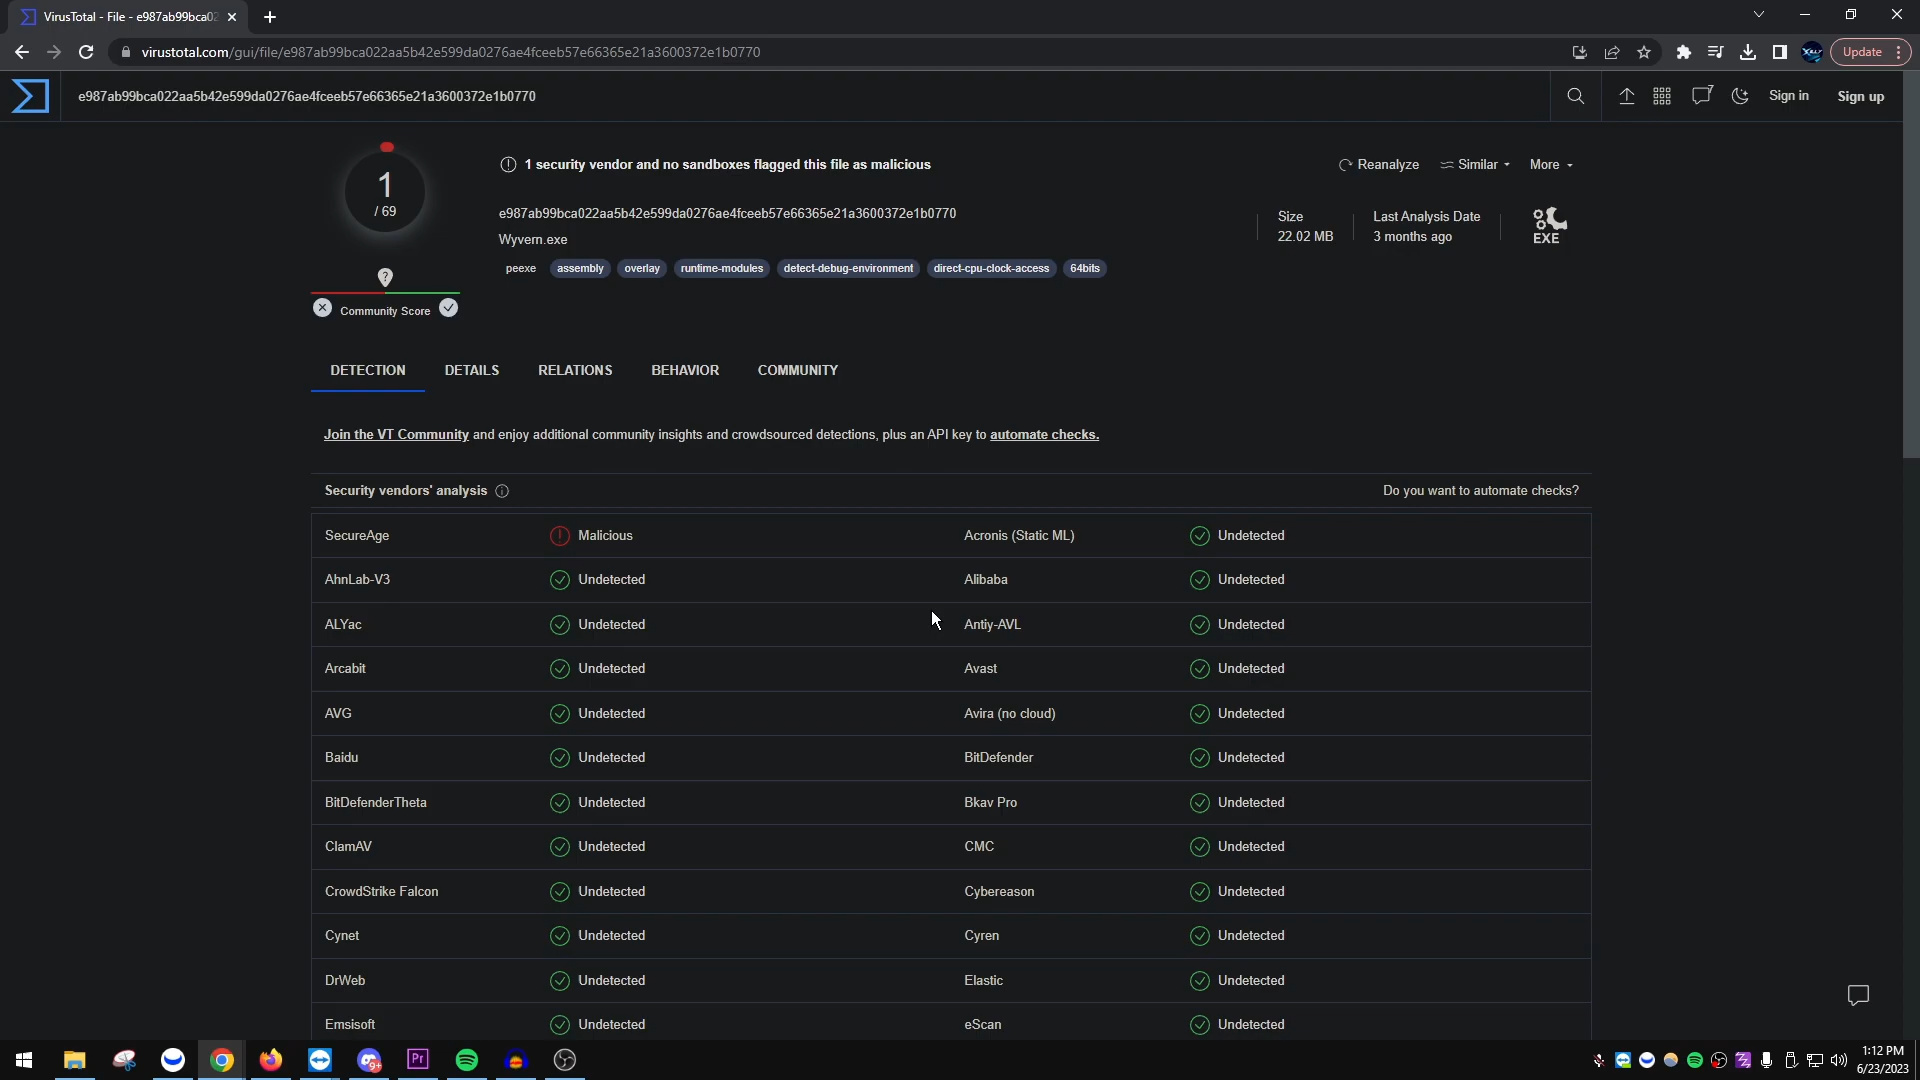 VirusTotal - File - e987ab99bca02
virustotal.com/gui/file/e987ab99bca022aa5b42e599da0276ae4fceeb57e66365e21a3600372e1b0770
Update
e987ab99bca022aa5b42e599da0276ae4fceeb57e66365e21a3600372e1b0770
Sign in
Sign up
1
/ 69
1 security vendor and no sandboxes flagged this file as malicious
Reanalyze
Similar
More
e987ab99bca022aa5b42e599da0276ae4fceeb57e66365e21a3600372e1b0770
Wyvern.exe
Size
22.02 MB
Last Analysis Date
3 months ago
EXE
peexe assembly overlay runtime-modules detect-debug-environment direct-cpu-clock-access 64bits
?
Community Score
DETECTION DETAILS RELATIONS BEHAVIOR COMMUNITY
Join the VT Community and enjoy additional community insights and crowdsourced detections, plus an API key to automate checks.
Security vendors' analysis
Do you want to automate checks?
SecureAge Malicious Acronis (Static ML) Undetected
AhnLab-V3 Undetected Alibaba Undetected
ALYac Undetected Antiy-AVL Undetected
Arcabit Undetected Avast Undetected
AVG Undetected Avira (no cloud) Undetected
Baidu Undetected BitDefender Undetected
BitDefenderTheta Undetected Bkav Pro Undetected
ClamAV Undetected CMC Undetected
CrowdStrike Falcon Undetected Cybereason Undetected
Cynet Undetected Cyren Undetected
DrWeb Undetected Elastic Undetected
Emsisoft Undetected eScan Undetected
Pr
9+
1:12 PM
6/23/2023